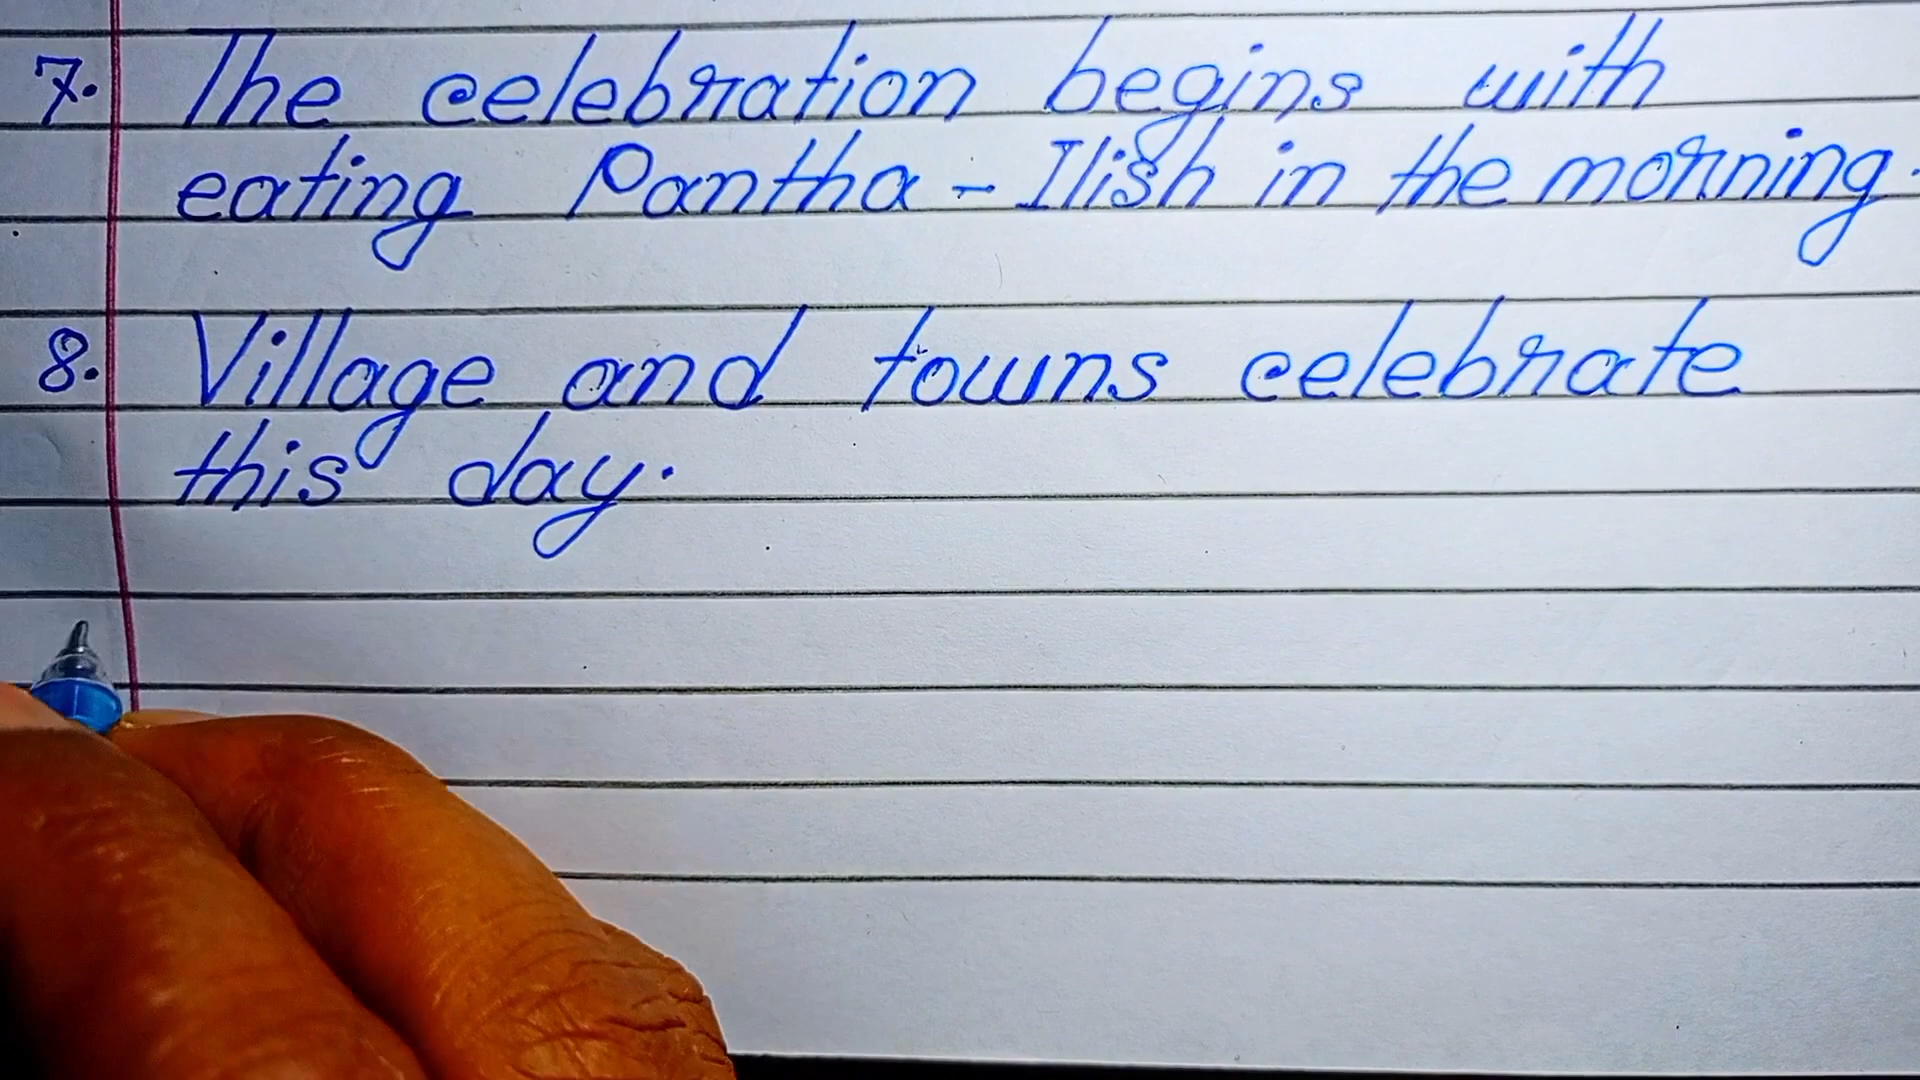 7. The celebration begins with
eating Pantha - Ilish in the morning.
8. Village and towns celebrate
this day.